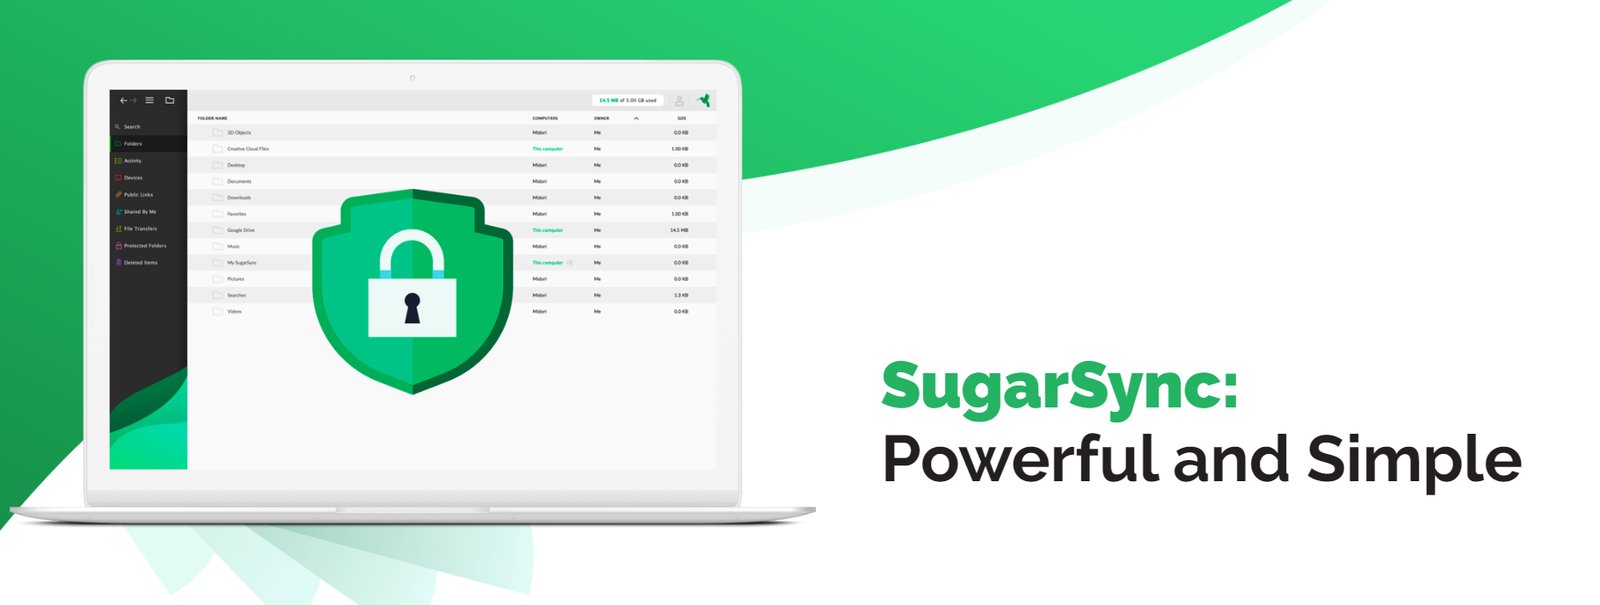 14.5 MB of 5.00 GB used
Search
Folders
Activity
Devices
Public Links
Shared By Me
File Transfers
Protected Folders
Deleted Items
FOLDER NAME COMPUTERS OWNER SIZE
3D Objects Midori Me 0.0 KB
Creative Cloud Files This computer Me 1.00 KB
Desktop Midori Me 0.0 KB
Documents Midori Me 0.0 KB
Downloads Midori Me 0.0 KB
Favorites Midori Me 1.00 KB
Google Drive This computer Me 14.5 MB
Music Midori Me 0.0 KB
My SugarSync This computer +1 Me 0.0 KB
Pictures Midori Me 0.0 KB
Searches Midori Me 1.3 KB
Videos Midori Me 0.0 KB
SugarSync:
Powerful and Simple